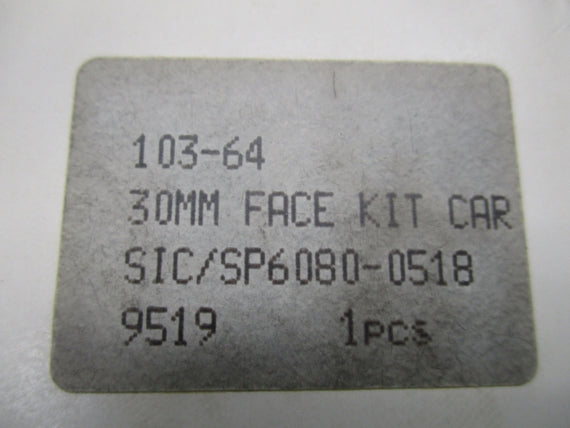 103-64
30MM FACE KIT CAR
SIC/SP6080-0518
9519 1PCS